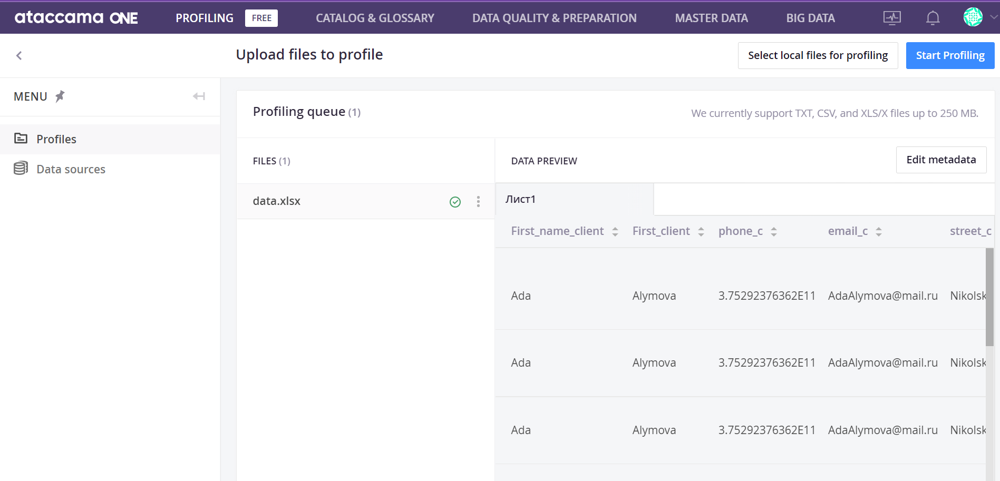 ataccama ONE PROFILING FREE CATALOG & GLOSSARY DATA QUALITY & PREPARATION MASTER DATA BIG DATA
Upload files to profile Select local files for profiling Start Profiling
MENU
Profiles
Data sources
Profiling queue (1) We currently support TXT, CSV, and XLS/X files up to 250 MB.
FILES (1) DATA PREVIEW Edit metadata
data.xlsx
Лист1
First_name_client First_client phone_c email_c street_c
Ada Alymova 3.75292376362E11 AdaAlymova@mail.ru Nikolsk
Ada Alymova 3.75292376362E11 AdaAlymova@mail.ru Nikolsk
Ada Alymova 3.75292376362E11 AdaAlymova@mail.ru Nikolsk